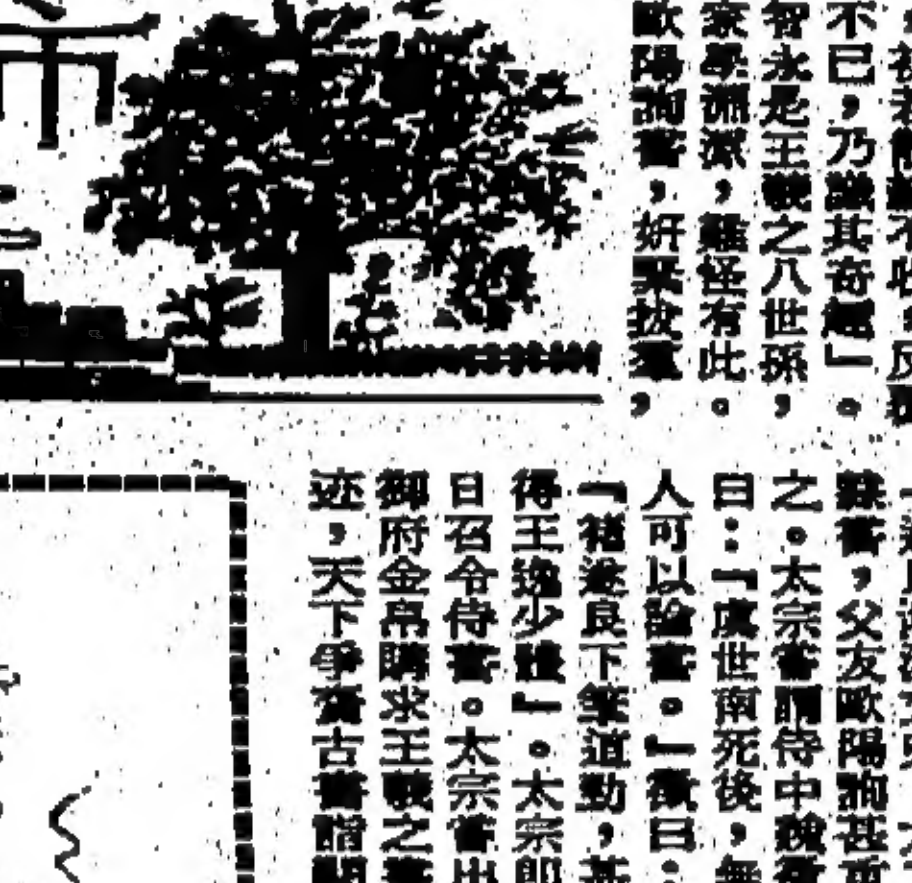 不已，乃識其奇趣」。
智永是王羲之八世孫，
家學淵源，難怪有此。
歐陽詢書，妍緊拔羣，
隸書，父友歐陽詢甚重
之。太宗嘗謂侍中魏徵
曰：「虞世南死後，無
人可以論書。」徵曰：
「褚遂良下筆遒勁，甚
得王逸少體」。太宗即
日召令侍書。太宗嘗出
御府金帛購求王羲之書
迹，天下爭齎古書詣闕